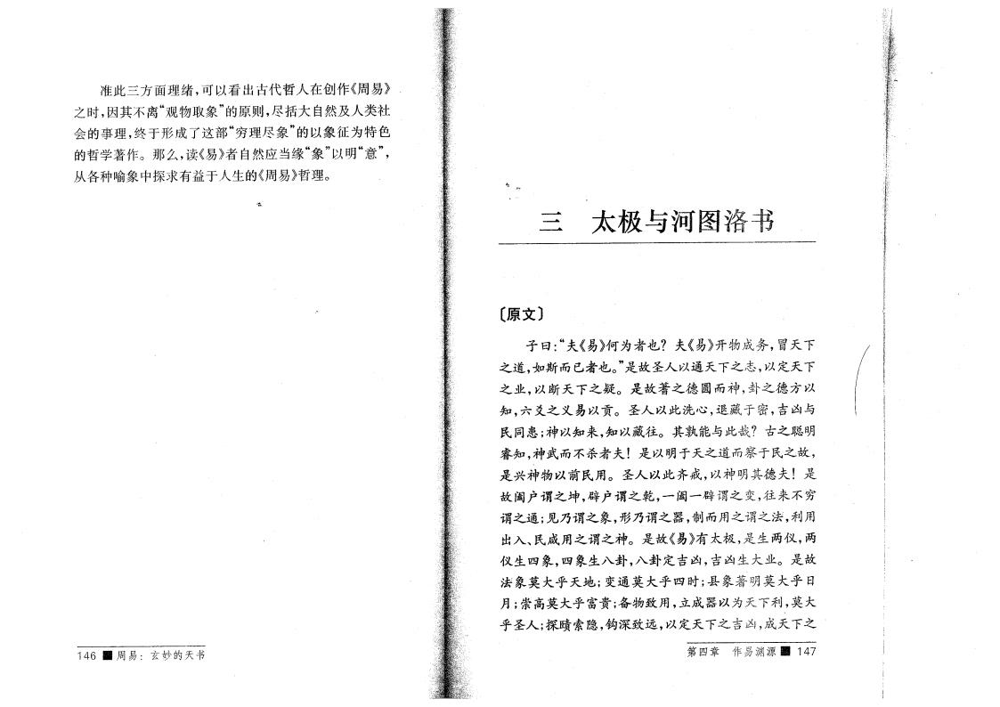 准此三方面理绪，可以看出古代哲人在创作《周易》
之时，因其不离“观物取象”的原则，尽括大自然及人类社
会的事理，终于形成了这部“穷理尽象”的以象征为特色
的哲学著作。那么，读《易》者自然应当缘“象”以明“意”，
从各种喻象中探求有益于人生的《周易》哲理。
146 ■ 周易：玄妙的天书
三 太极与河图洛书
〔原文〕
子曰：“夫《易》何为者也？夫《易》开物成务，冒天下
之道，如斯而已者也。”是故圣人以通天下之志，以定天下
之业，以断天下之疑。是故蓍之德圆而神，卦之德方以
知，六爻之义易以贡。圣人以此洗心，退藏于密，吉凶与
民同患；神以知来，知以藏往。其孰能与此哉？古之聪明
睿知，神武而不杀者夫！是以明于天之道而察于民之故，
是兴神物以前民用。圣人以此齐戒，以神明其德夫！是
故阖户谓之坤，辟户谓之乾，一阖一辟谓之变，往来不穷
谓之通；见乃谓之象，形乃谓之器，制而用之谓之法，利用
出入、民咸用之谓之神。是故《易》有太极，是生两仪，两
仪生四象，四象生八卦，八卦定吉凶，吉凶生大业。是故
法象莫大乎天地；变通莫大乎四时；县象著明莫大乎日
月；崇高莫大乎富贵；备物致用，立成器以为天下利，莫大
乎圣人；探赜索隐，钩深致远，以定天下之吉凶，成天下之
第四章 作易渊源 ■ 147